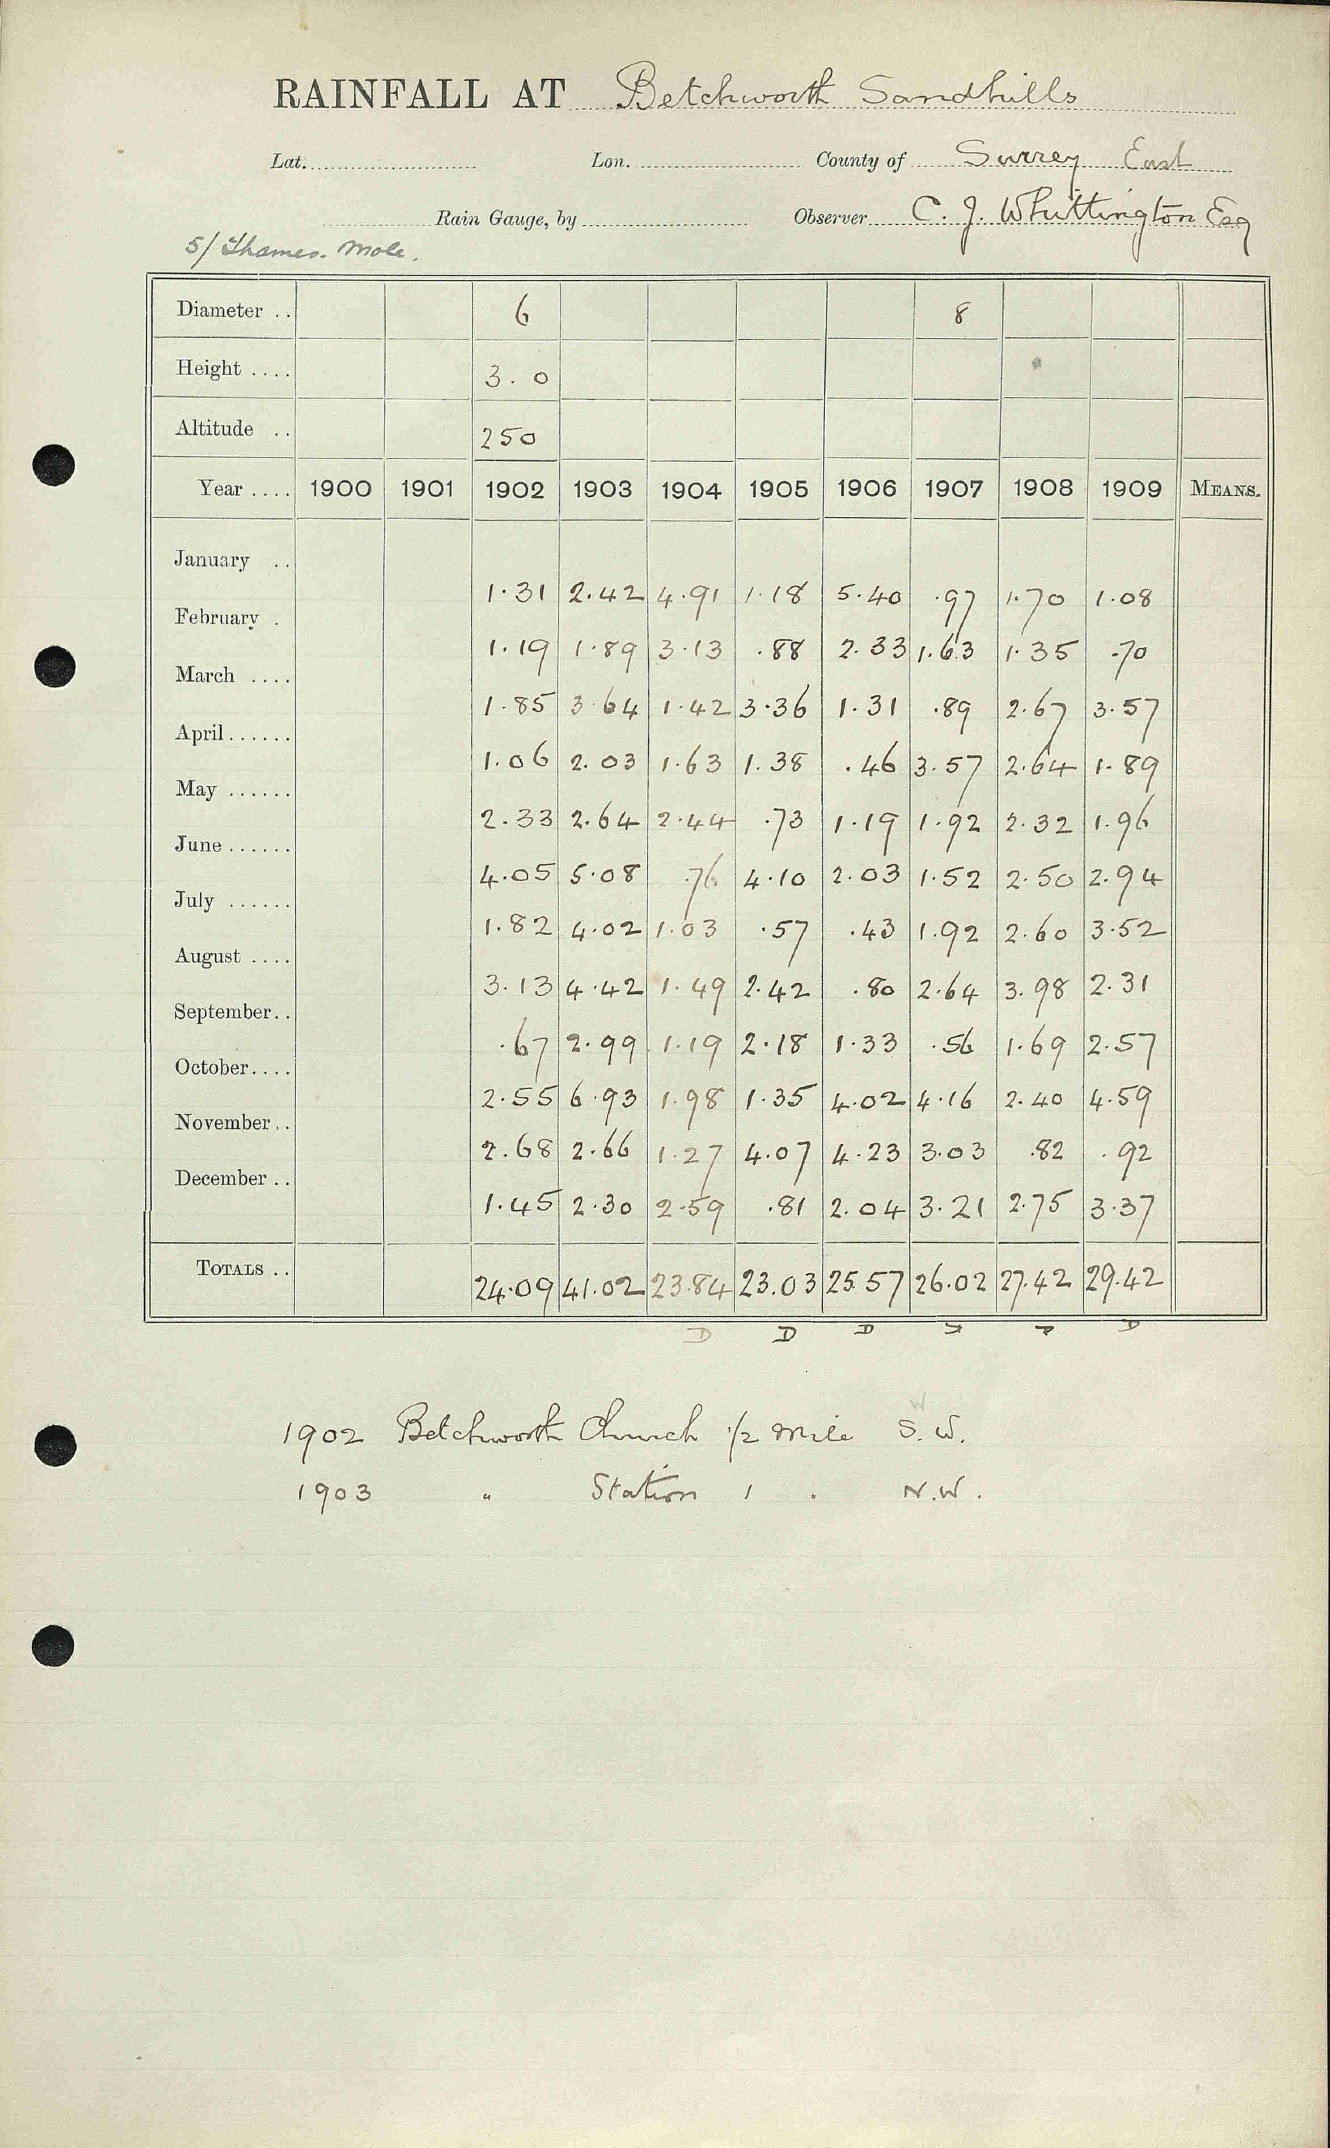 RAINFALL AT Betchworth Sandhills
Lat. Lon. County of Surrey East
Rain Gauge, by Observer C. J. Whittington Esq
5/ Thames. Mole.
Diameter .. 6 8
Height .... 3. 0
Altitude .. 250
Year .... 1900 1901 1902 1903 1904 1905 1906 1907 1908 1909 MEANS.
January .. 1.31 2.42 4.91 1.18 5.40 .97 1.70 1.08
February . 1.19 1.89 3.13 .88 2.33 1.63 1.35 .70
March .... 1.85 3.64 1.42 3.36 1.31 .89 2.67 3.57
April...... 1.06 2.03 1.63 1.38 .46 3.57 2.64 1.89
May ...... 2.33 2.64 2.44 .73 1.19 1.92 2.32 1.96
June ...... 4.05 5.08 .76 4.10 2.03 1.52 2.50 2.94
July ...... 1.82 4.02 1.03 .57 .43 1.92 2.60 3.52
August .... 3.13 4.42 1.49 2.42 .80 2.64 3.98 2.31
September.. .67 2.99 1.19 2.18 1.33 .56 1.69 2.57
October.... 2.55 6.93 1.98 1.35 4.02 4.16 2.40 4.59
November.. 2.68 2.66 1.27 4.07 4.23 3.03 .82 .92
December .. 1.45 2.30 2.59 .81 2.04 3.21 2.75 3.37
TOTALS .. 24.09 41.02 23.84 23.03 25.57 26.02 27.42 29.42
D D D D
W
1902 Betchworth Church 1/2 mile S.W.
1903 " Station 1 . N.W.